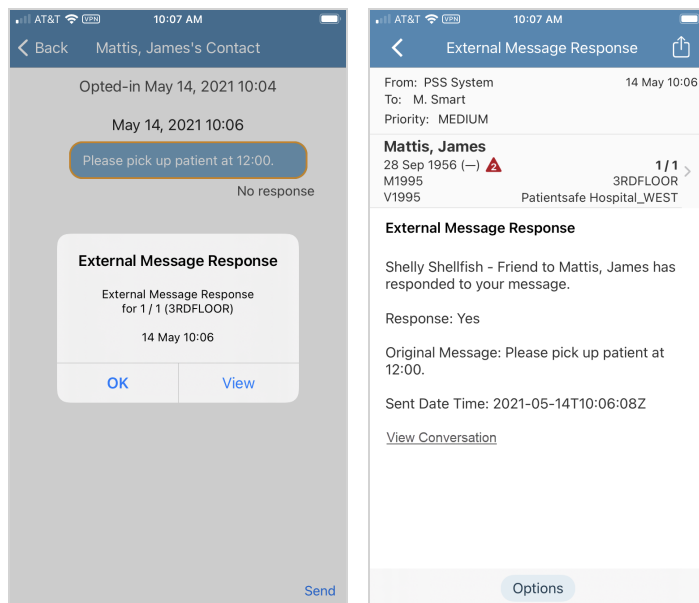 AT&T VPN 10:07 AM
Back Mattis, James's Contact
Opted-in May 14, 2021 10:04
May 14, 2021 10:06
Please pick up patient at 12:00.
No response
External Message Response
External Message Response
for 1 / 1 (3RDFLOOR)
14 May 10:06
OK View
Send
AT&T VPN 10:07 AM
External Message Response
From: PSS System 14 May 10:06
To: M. Smart
Priority: MEDIUM
Mattis, James
28 Sep 1956 (—) 2 1 / 1
M1995 3RDFLOOR
V1995 Patientsafe Hospital_WEST
External Message Response
Shelly Shellfish - Friend to Mattis, James has
responded to your message.
Response: Yes
Original Message: Please pick up patient at
12:00.
Sent Date Time: 2021-05-14T10:06:08Z
View Conversation
Options